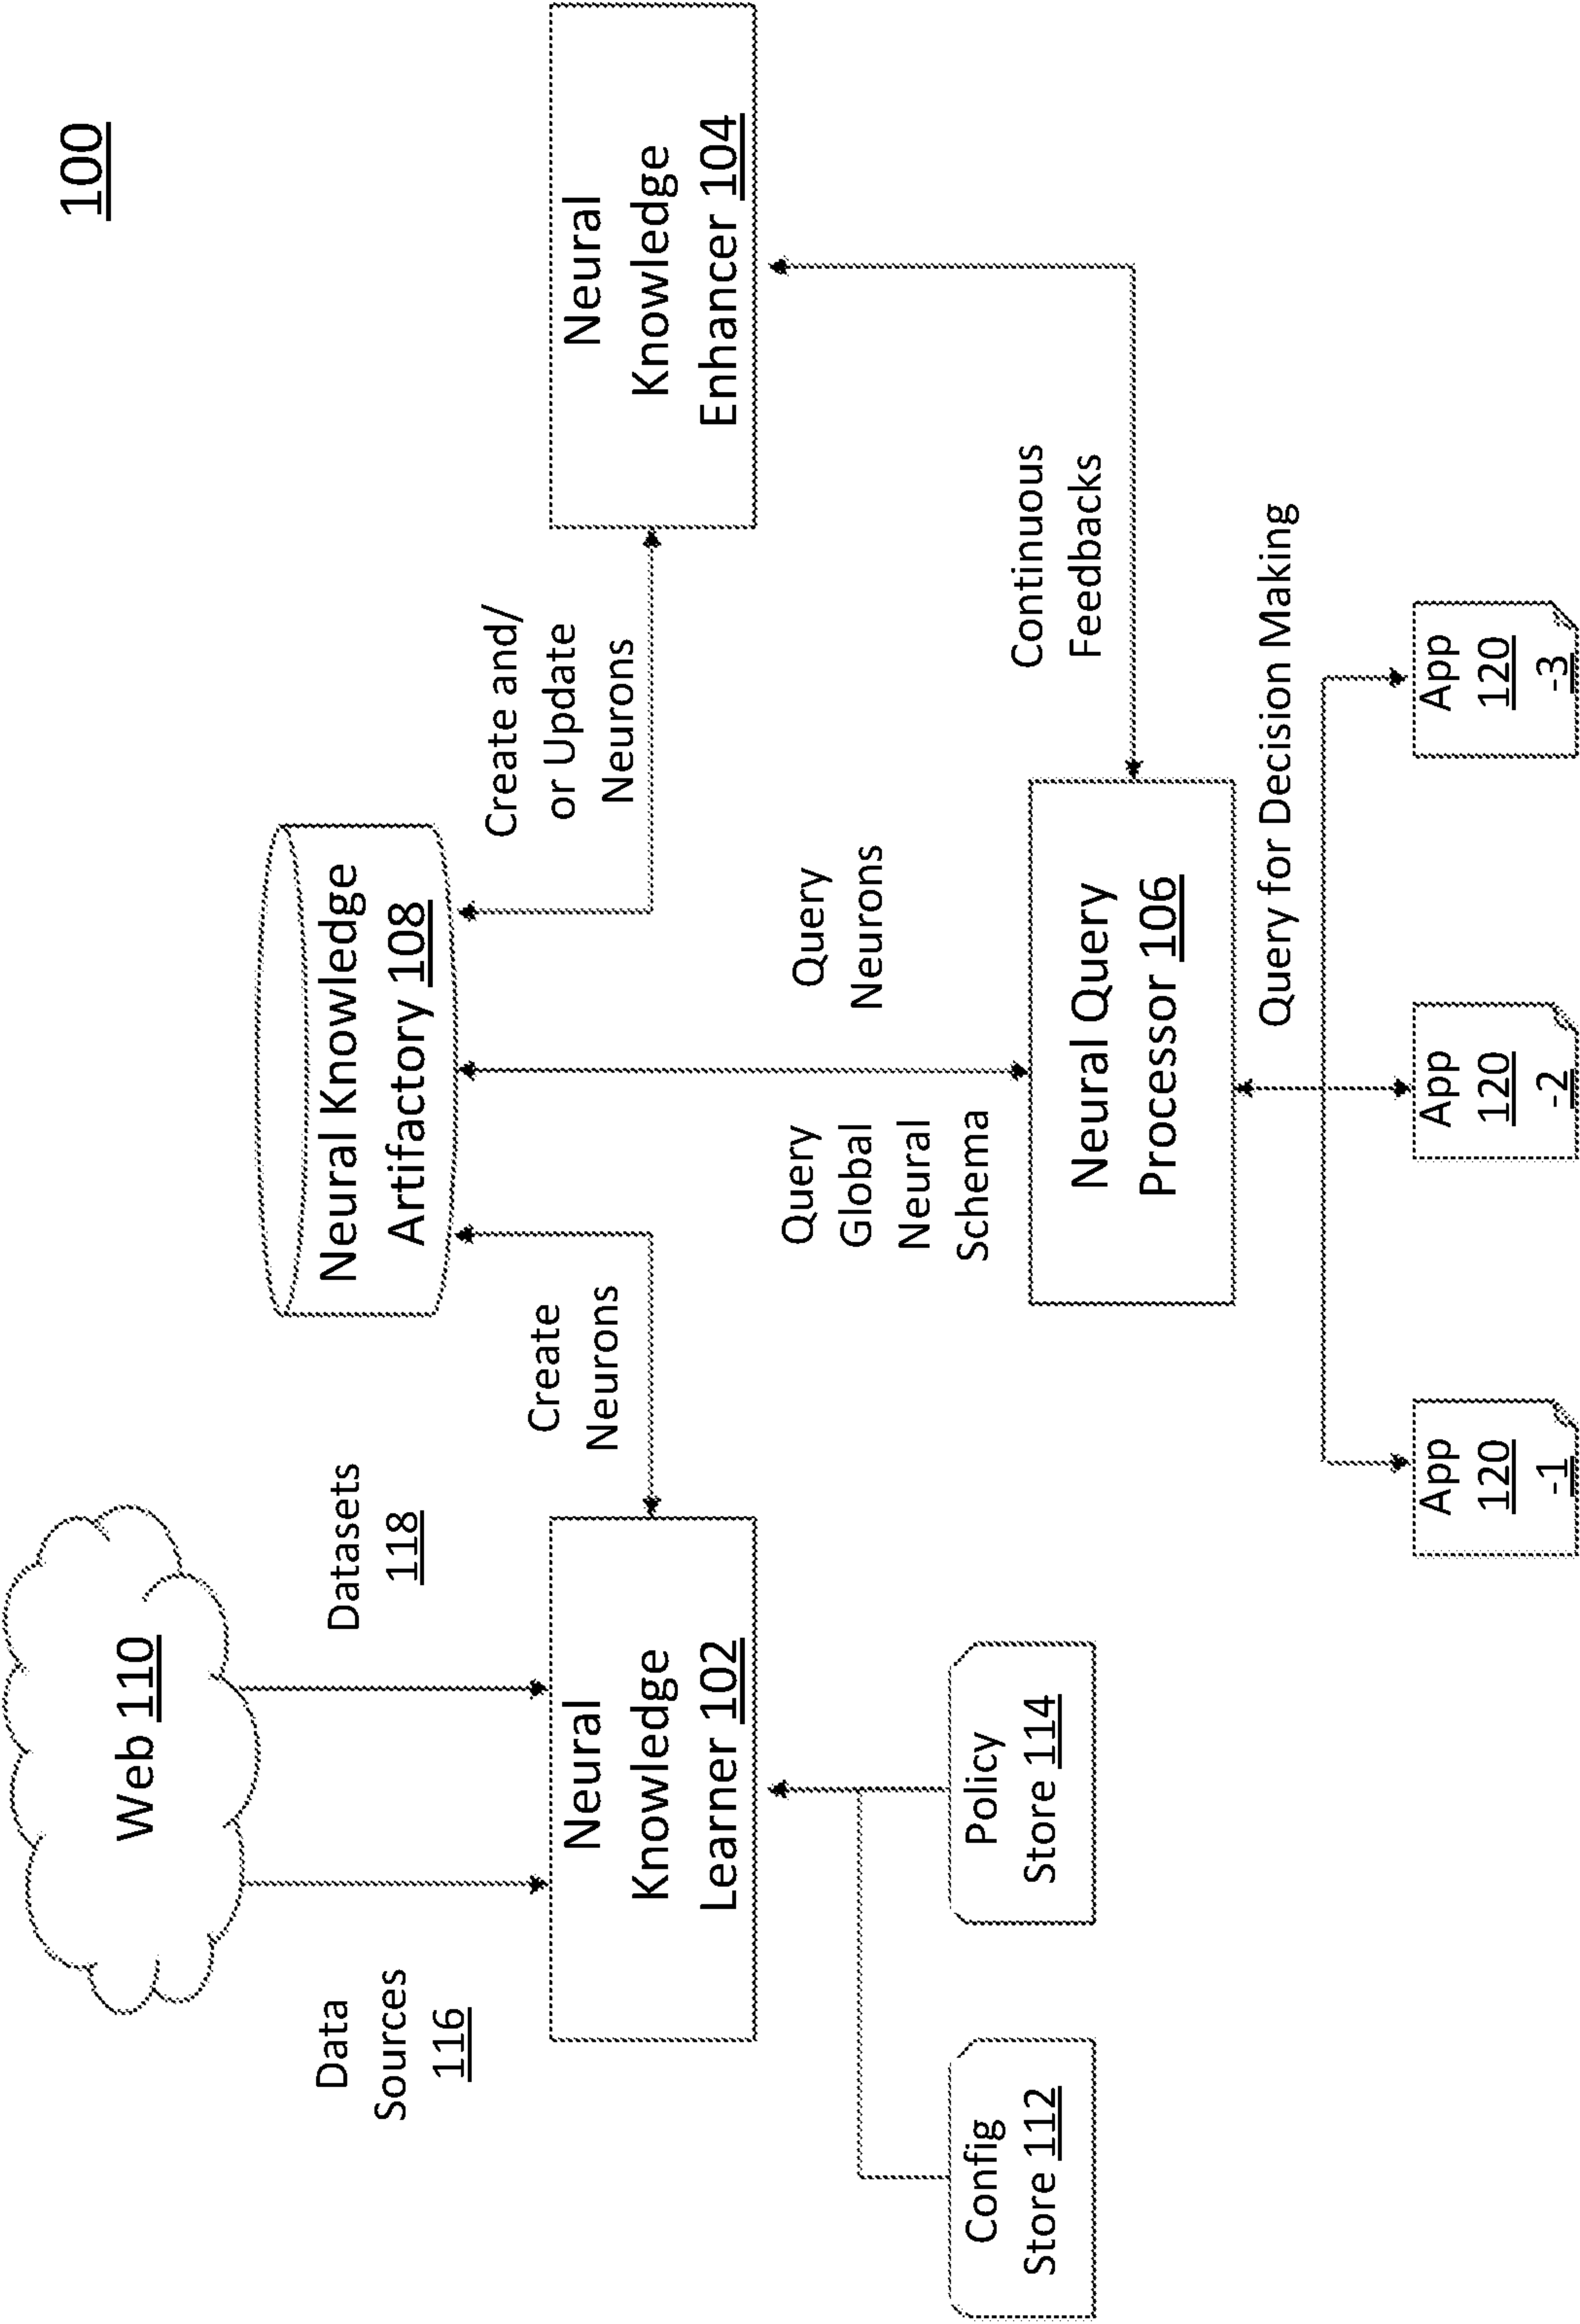 100
Web 110
Data
Sources
116
Datasets
118
Neural Knowledge
Artifactory 108
Create
Neurons
Create and/
or Update
Neurons
Neural
Knowledge
Learner 102
Neural
Knowledge
Enhancer 104
Query
Global
Neural
Schema
Query
Neurons
Continuous
Feedbacks
Config
Store 112
Policy
Store 114
Neural Query
Processor 106
Query for Decision Making
App
120
-1
App
120
-2
App
120
-3